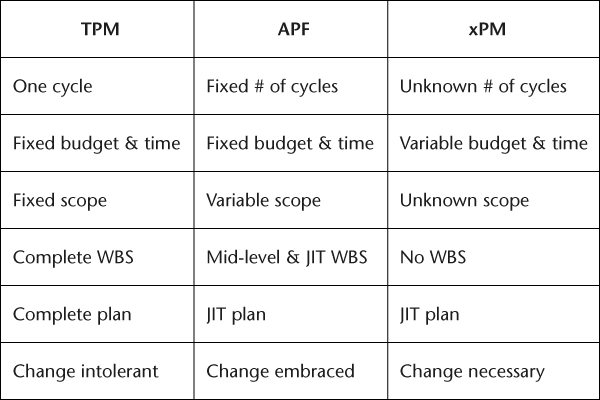 TPM APF xPM
One cycle Fixed # of cycles Unknown # of cycles
Fixed budget & time Fixed budget & time Variable budget & time
Fixed scope Variable scope Unknown scope
Complete WBS Mid-level & JIT WBS No WBS
Complete plan JIT plan JIT plan
Change intolerant Change embraced Change necessary